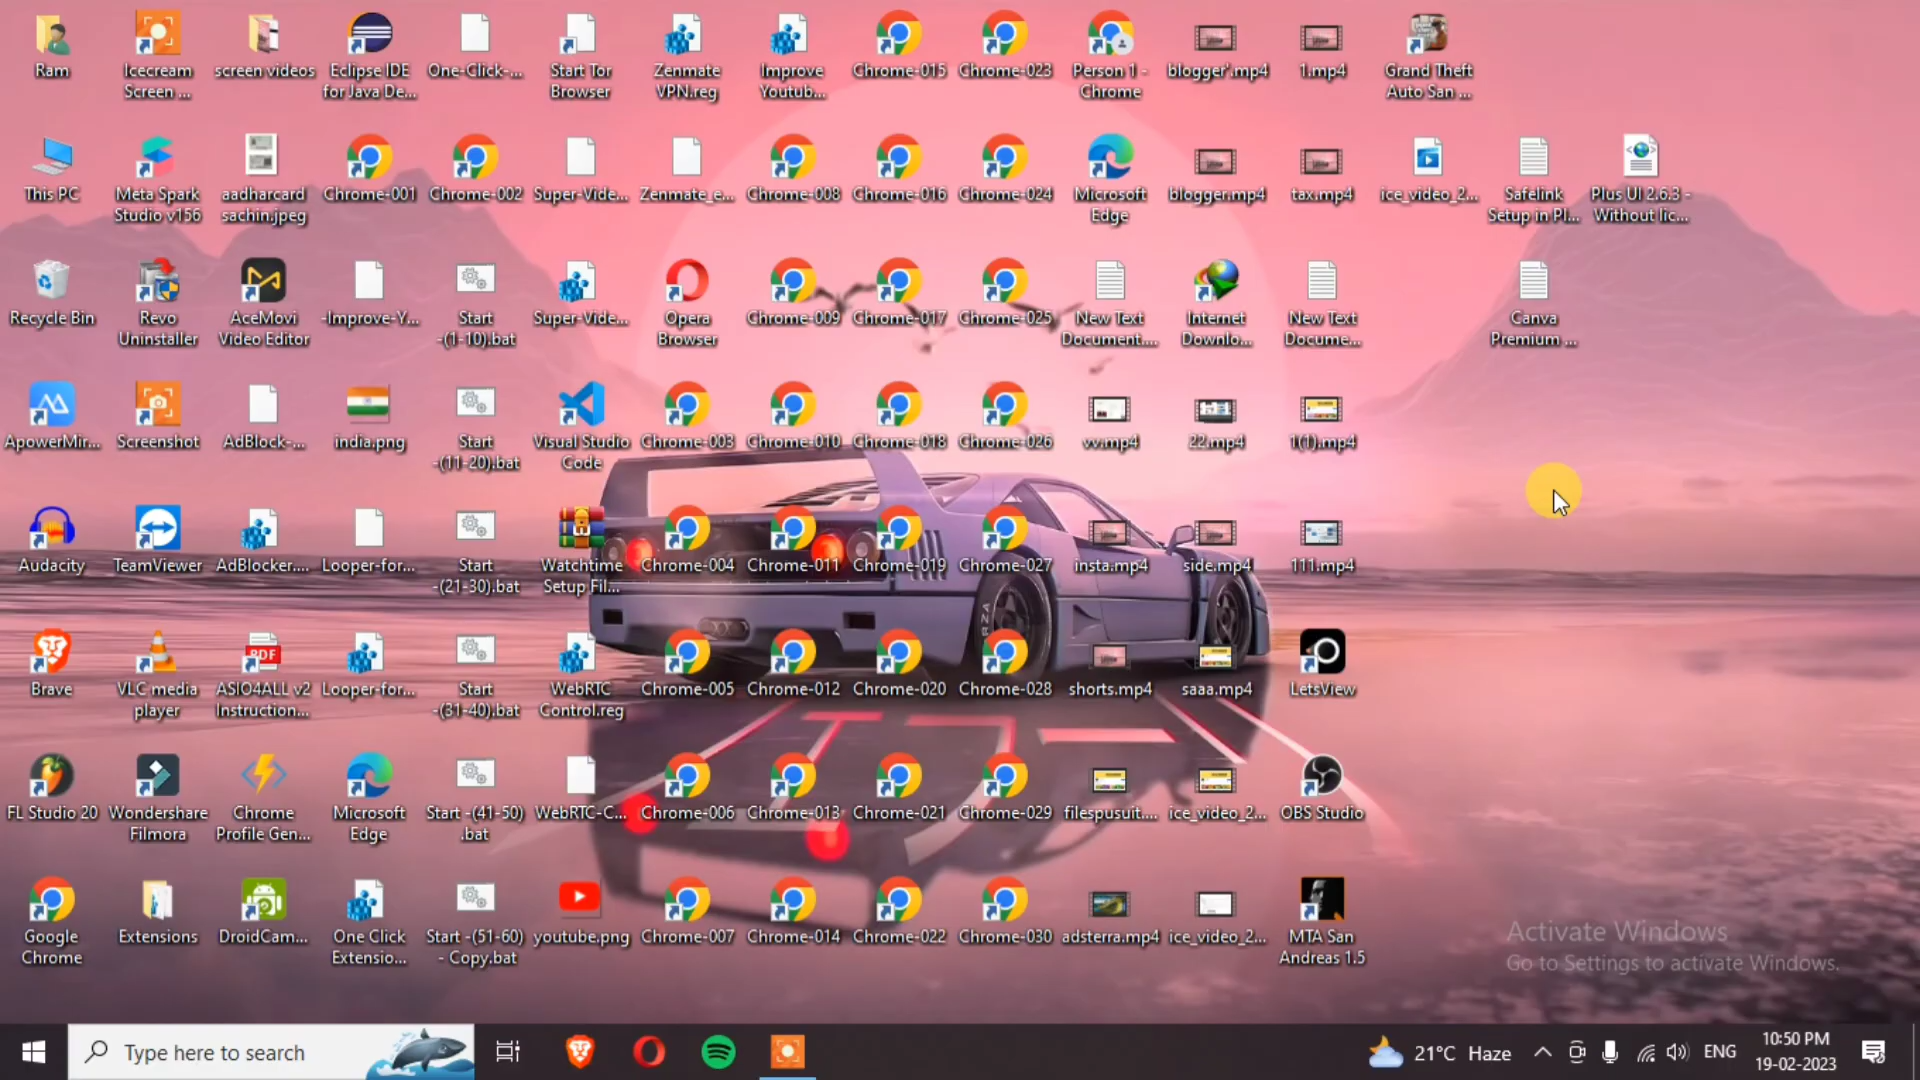 Ram
Icecream
Screen ...
screen videos
Eclipse IDE
for Java De...
One-Click-...
Start Tor
Browser
Zenmate
VPN.reg
Improve
Youtub...
Chrome-015
Chrome-023
Person 1 -
Chrome
blogger'.mp4
1.mp4
Grand Theft
Auto San ...
This PC
Meta Spark
Studio v156
aadharcard
sachin.jpeg
Chrome-001
Chrome-002
Super-Vide...
Zenmate_e...
Chrome-008
Chrome-016
Chrome-024
Microsoft
Edge
blogger.mp4
tax.mp4
ice_video_2...
Safelink
Setup in Pl...
Plus UI 2.6.3 -
Without lic...
Recycle Bin
Revo
Uninstaller
AceMovi
Video Editor
-Improve-Y...
Start
-(1-10).bat
Super-Vide...
Opera
Browser
Chrome-009
Chrome-017
Chrome-025
New Text
Document....
Internet
Downlo...
New Text
Docume...
Canva
Premium ...
ApowerMir...
Screenshot
AdBlock-...
india.png
Start
-(11-20).bat
Visual Studio
Code
Chrome-003
Chrome-010
Chrome-018
Chrome-026
vv.mp4
22.mp4
1(1).mp4
Audacity
TeamViewer
AdBlocker....
Looper-for...
Start
-(21-30).bat
Watchtime
Setup Fil...
Chrome-004
Chrome-011
Chrome-019
Chrome-027
insta.mp4
side.mp4
111.mp4
Brave
VLC media
player
PDF
ASIO4ALL v2
Instruction...
Looper-for...
Start
-(31-40).bat
WebRTC
Control.reg
Chrome-005
Chrome-012
Chrome-020
Chrome-028
shorts.mp4
saaa.mp4
LetsView
FL Studio 20
Wondershare
Filmora
Chrome
Profile Gen...
Microsoft
Edge
Start -(41-50)
.bat
WebRTC-C...
Chrome-006
Chrome-013
Chrome-021
Chrome-029
filespusuit....
ice_video_2...
OBS Studio
Google
Chrome
Extensions
DroidCam...
One Click
Extensio...
Start -(51-60)
- Copy.bat
youtube.png
Chrome-007
Chrome-014
Chrome-022
Chrome-030
adsterra.mp4
ice_video_2...
MTA San
Andreas 1.5
Activate Windows
Go to Settings to activate Windows.
Type here to search
21°C Haze
ENG
10:50 PM
19-02-2023